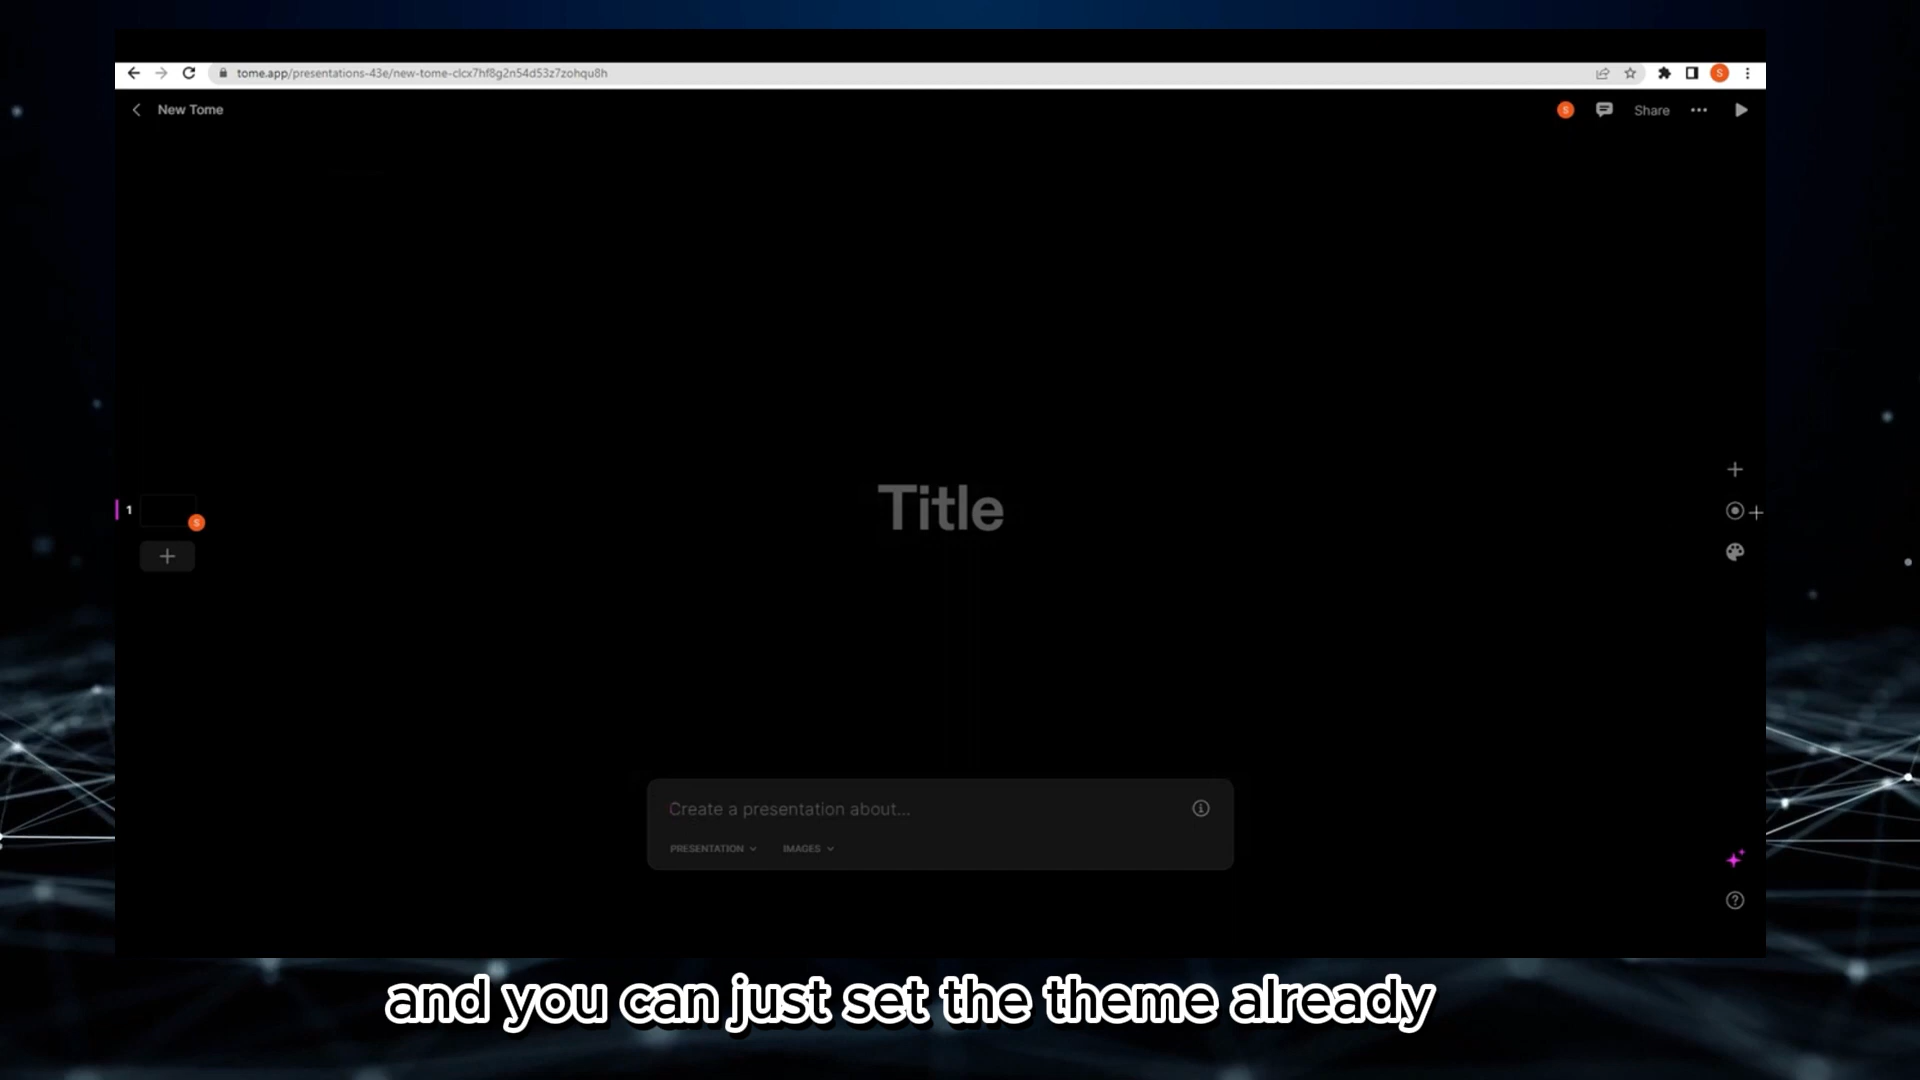 tome.app/presentations-43e/new-tome-clcx7hf8g2n54d53z7zohqu8h
S
New Tome
S
Share
Title
1
S
Create a presentation about...
PRESENTATION
IMAGES
and you can just set the theme already